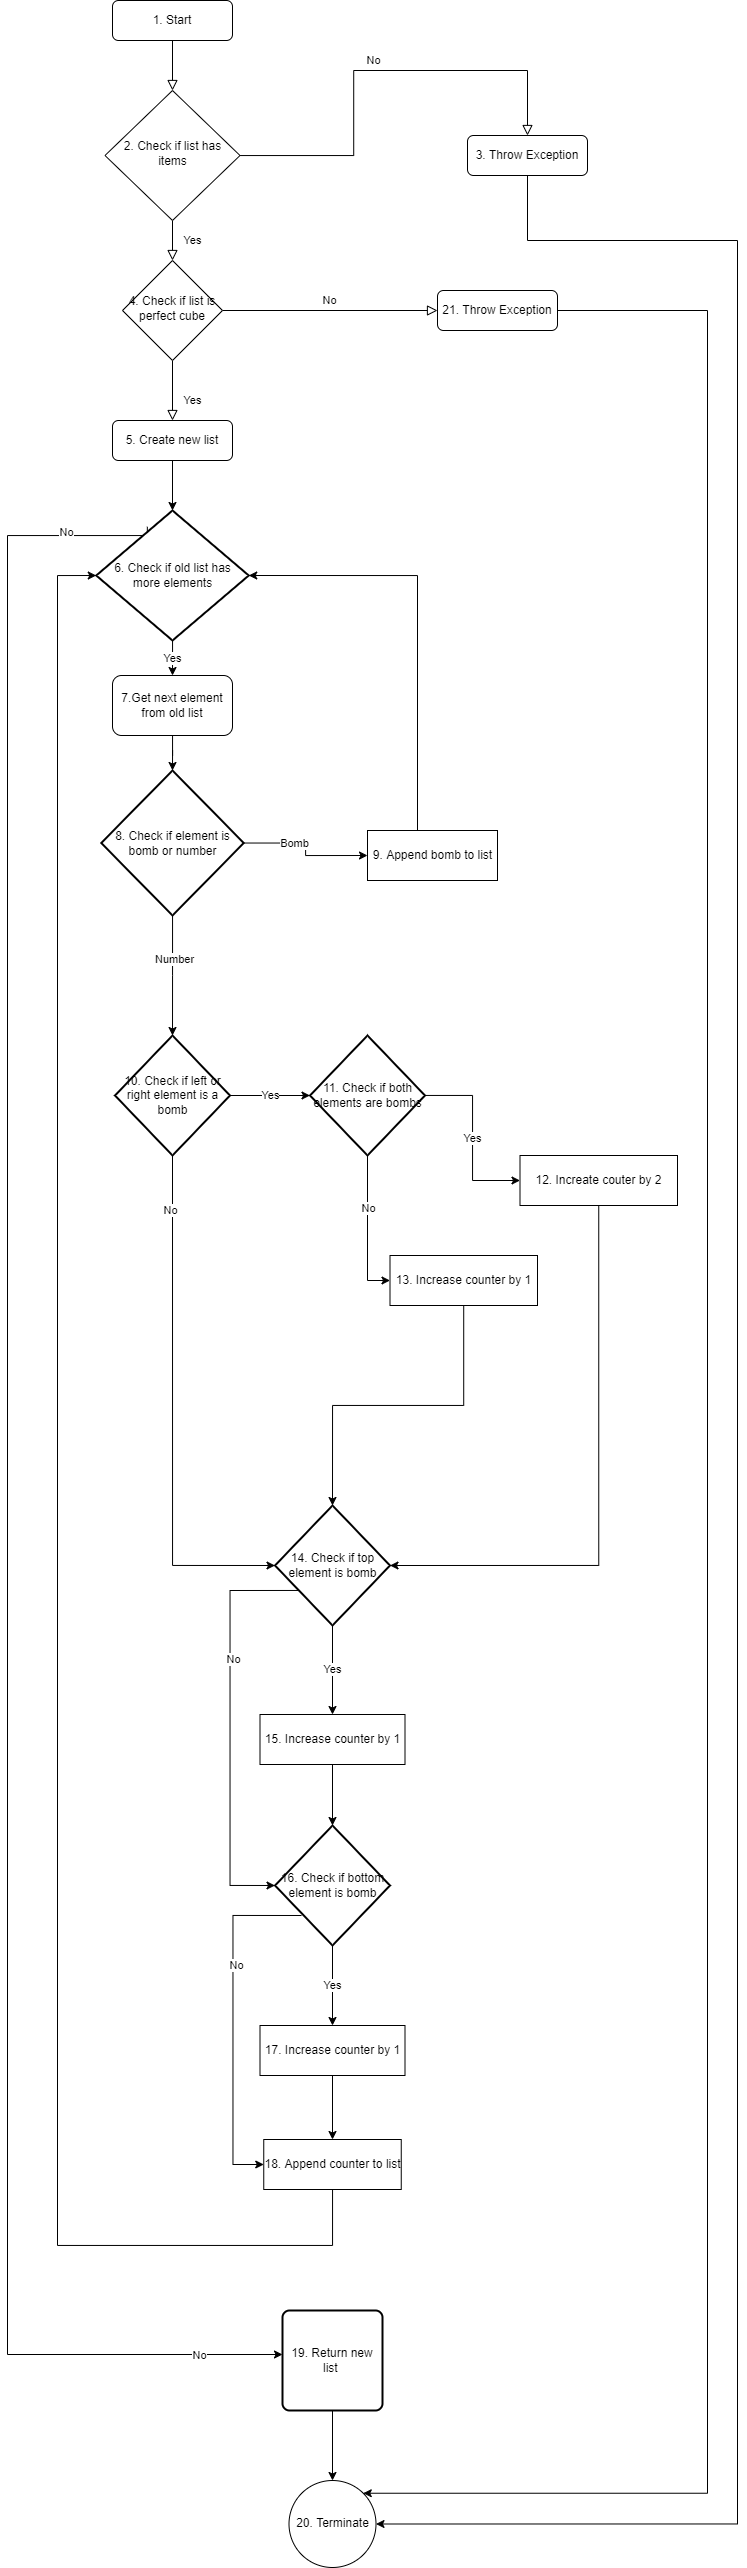 1. Start
No
2. Check if list has
items
3. Throw Exception
Yes
4. Check if list is
perfect cube
No
21. Throw Exception
Yes
5. Create new list
No
6. Check if old list has
more elements
Yes
7.Get next element
from old list
8. Check if element is
bomb or number
Bomb
9. Append bomb to list
Number
10. Check if left or
right element is a
bomb
Yes
11. Check if both
elements are bombs
Yes
12. Increate couter by 2
No
No
13. Increase counter by 1
14. Check if top
element is bomb
No
Yes
15. Increase counter by 1
16. Check if bottom
element is bomb
No
Yes
17. Increase counter by 1
18. Append counter to list
19. Return new
list
No
20. Terminate